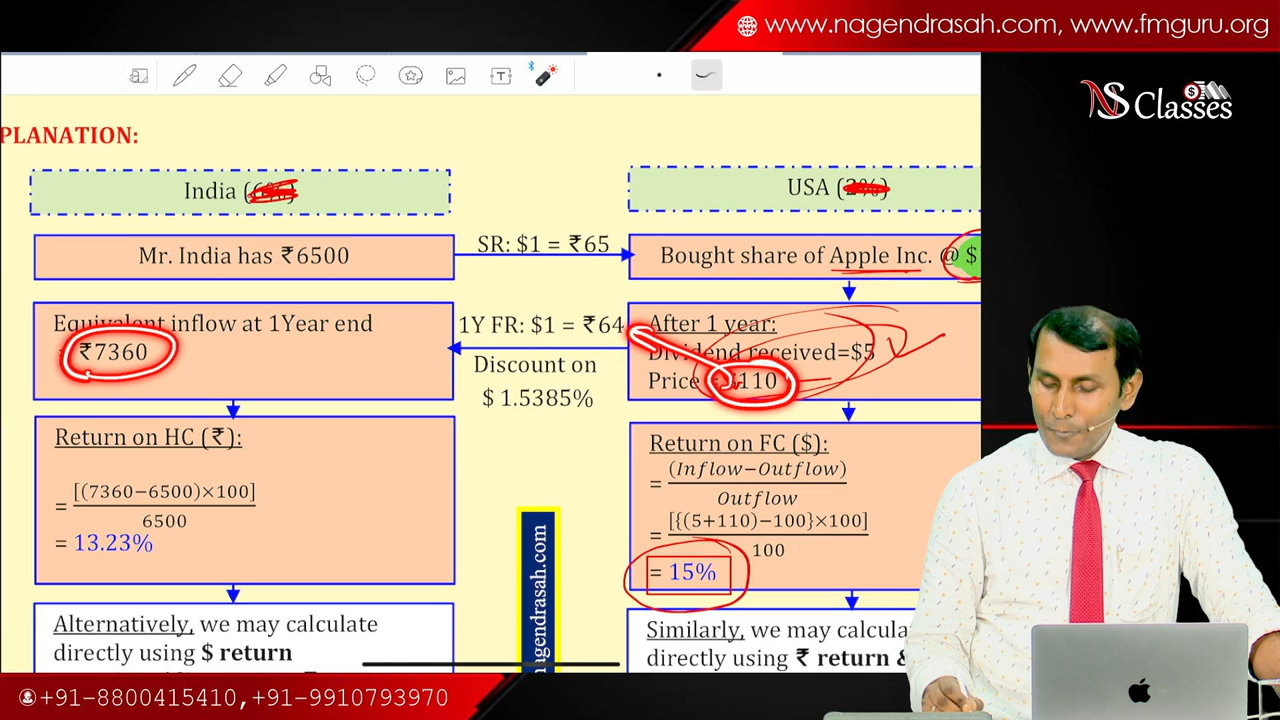 www.nagendrasah.com, www.fmguru.org
NS Classes
PLANATION:
India
USA
Mr. India has ₹6500
SR: $1 = ₹65
Bought share of Apple Inc. @ $
Equivalent inflow at 1Year end
₹7360
1Y FR: $1 = ₹64
Discount on
$ 1.5385%
After 1 year:
Dividend received=$5
Price 110
Return on HC (₹):
= [(7360−6500)×100]
6500
= 13.23%
Return on FC ($):
= (Inflow−Outflow)
Outflow
= [{(5+110)−100}×100]
100
= 15%
Alternatively, we may calculate
directly using $ return
Similarly, we may calcula
directly using ₹ return &
agendrasah.com
+91-8800415410,+91-9910793970